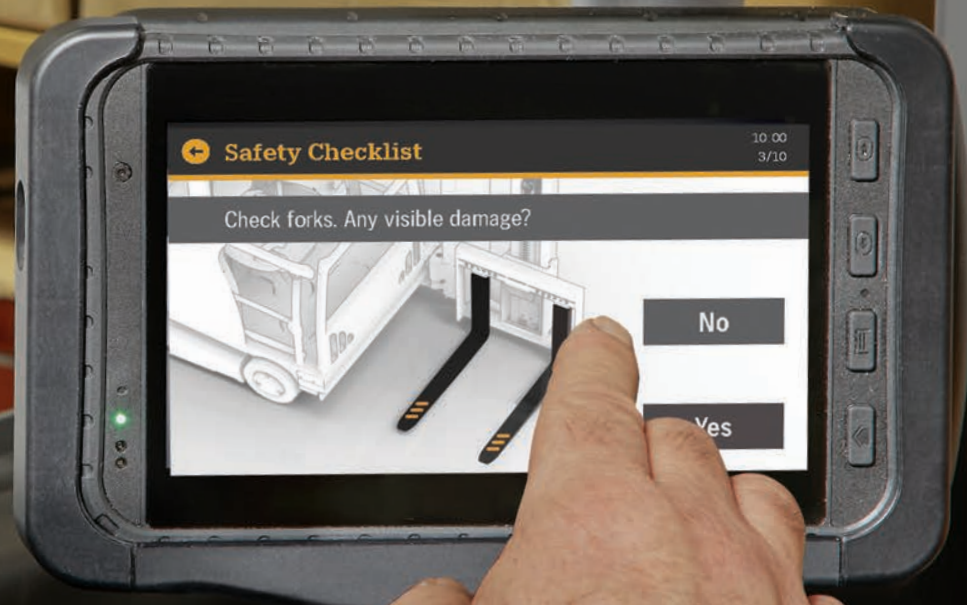 Safety Checklist
10:00
3/10
Check forks. Any visible damage?
No
Yes